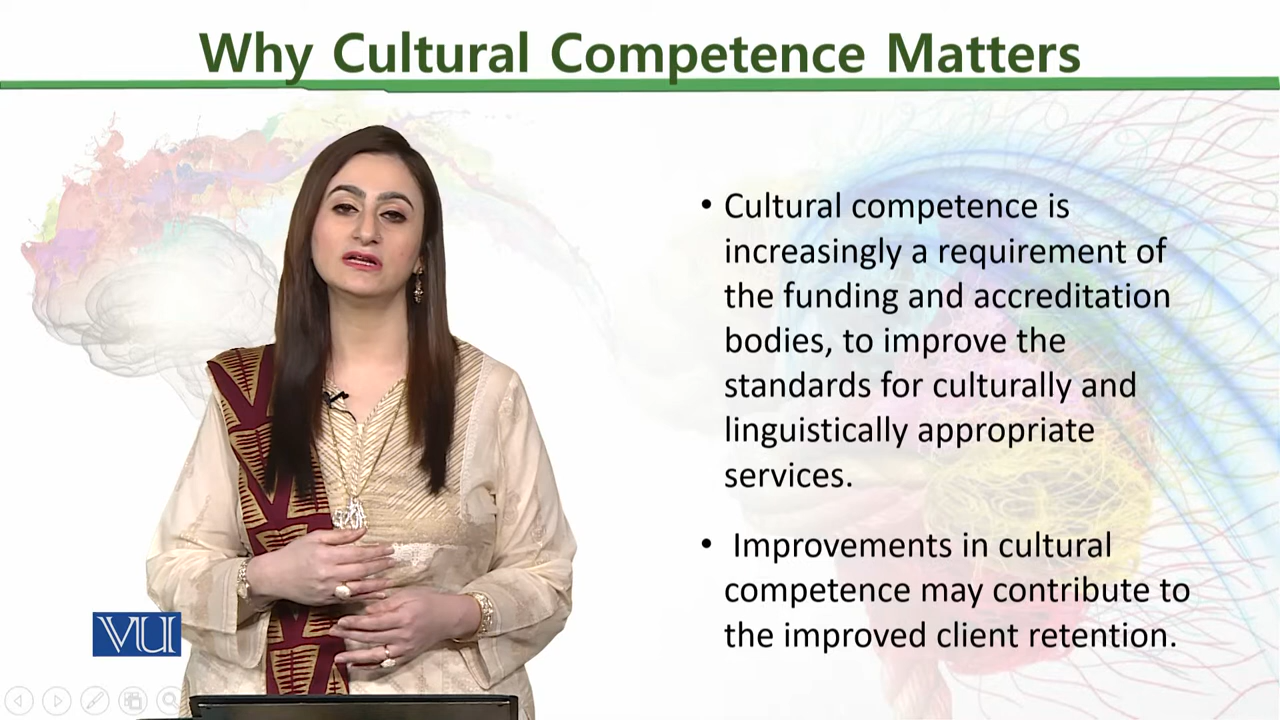 Why Cultural Competence Matters
• Cultural competence is
increasingly a requirement of
the funding and accreditation
bodies, to improve the
standards for culturally and
linguistically appropriate
services.
• Improvements in cultural
competence may contribute to
the improved client retention.
VU